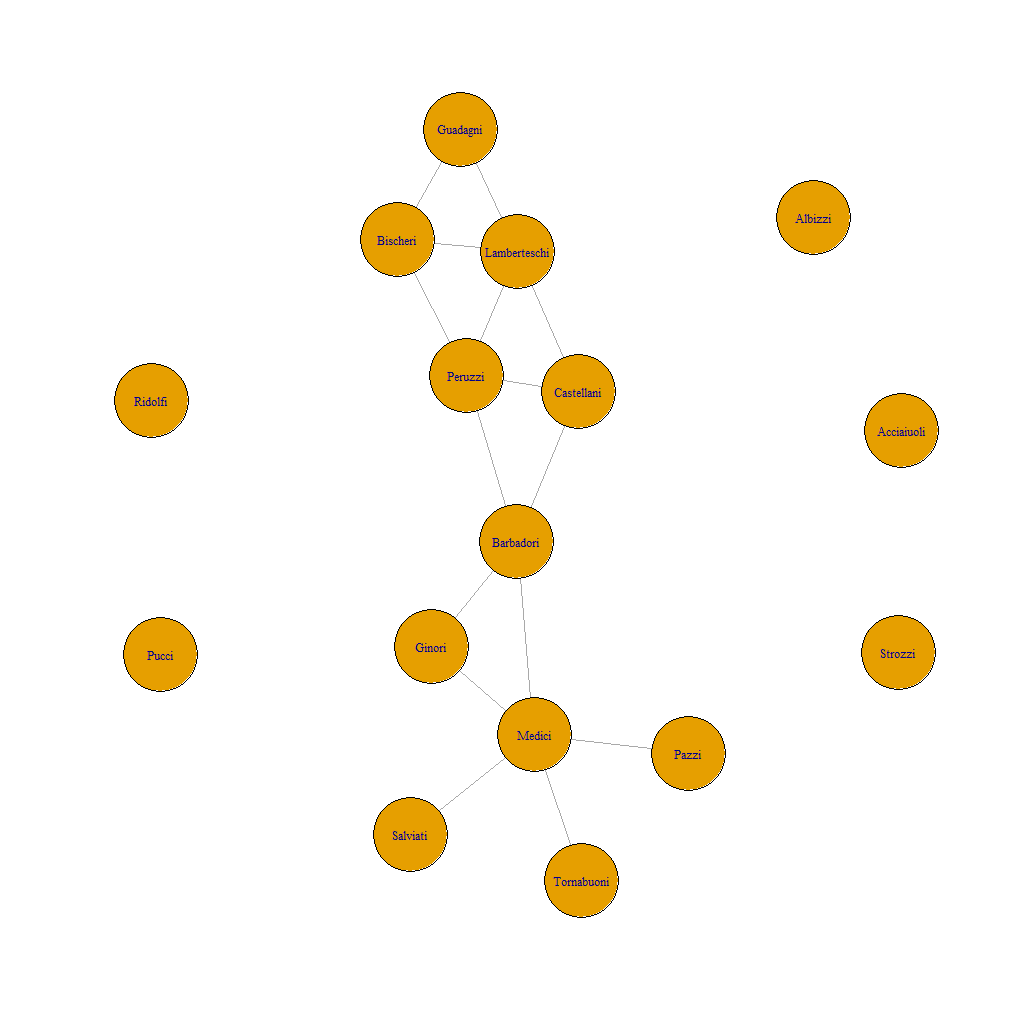 Guadagni
Albizzi
Bischeri
Lamberteschi
Peruzzi
Castellani
Ridolfi
Acciaiuoli
Barbadori
Ginori
Pucci
Strozzi
Medici
Pazzi
Salviati
Tornabuoni